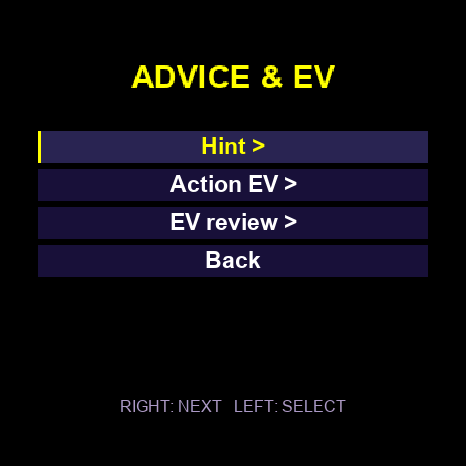 ADVICE & EV
Hint >
Action EV >
EV review >
Back
RIGHT: NEXT LEFT: SELECT